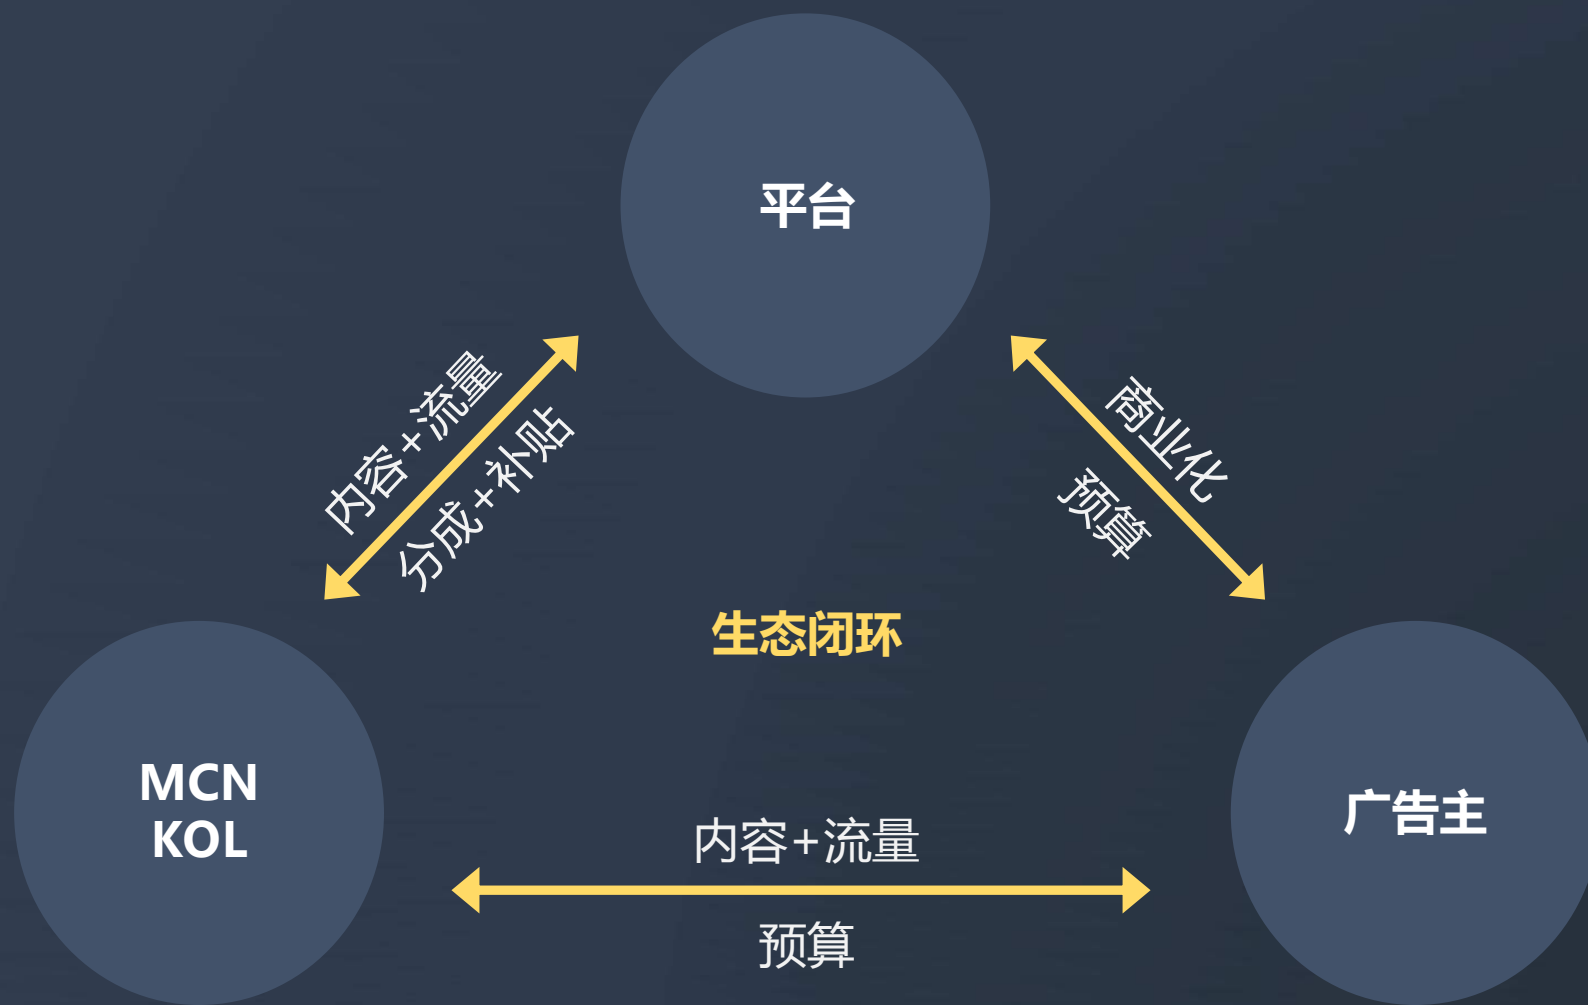 平台
内容+流量
分成+补贴
商业化
预算
生态闭环
MCN
KOL
广告主
内容+流量
预算